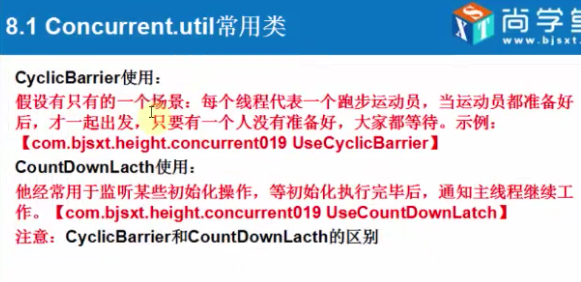 8.1 Concurrent.util常用类
尚学堂
www.bjsxt.
CyclicBarrier使用：
假设有只有的一个场景：每个线程代表一个跑步运动员，当运动员都准备好
后，才一起出发，只要有一个人没有准备好，大家都等待。示例：
【com.bjsxt.height.concurrent019 UseCyclicBarrier】
CountDownLacth使用：
他经常用于监听某些初始化操作，等初始化执行完毕后，通知主线程继续工
作。【com.bjsxt.height.concurrent019 UseCountDownLatch】
注意：CyclicBarrier和CountDownLacth的区别